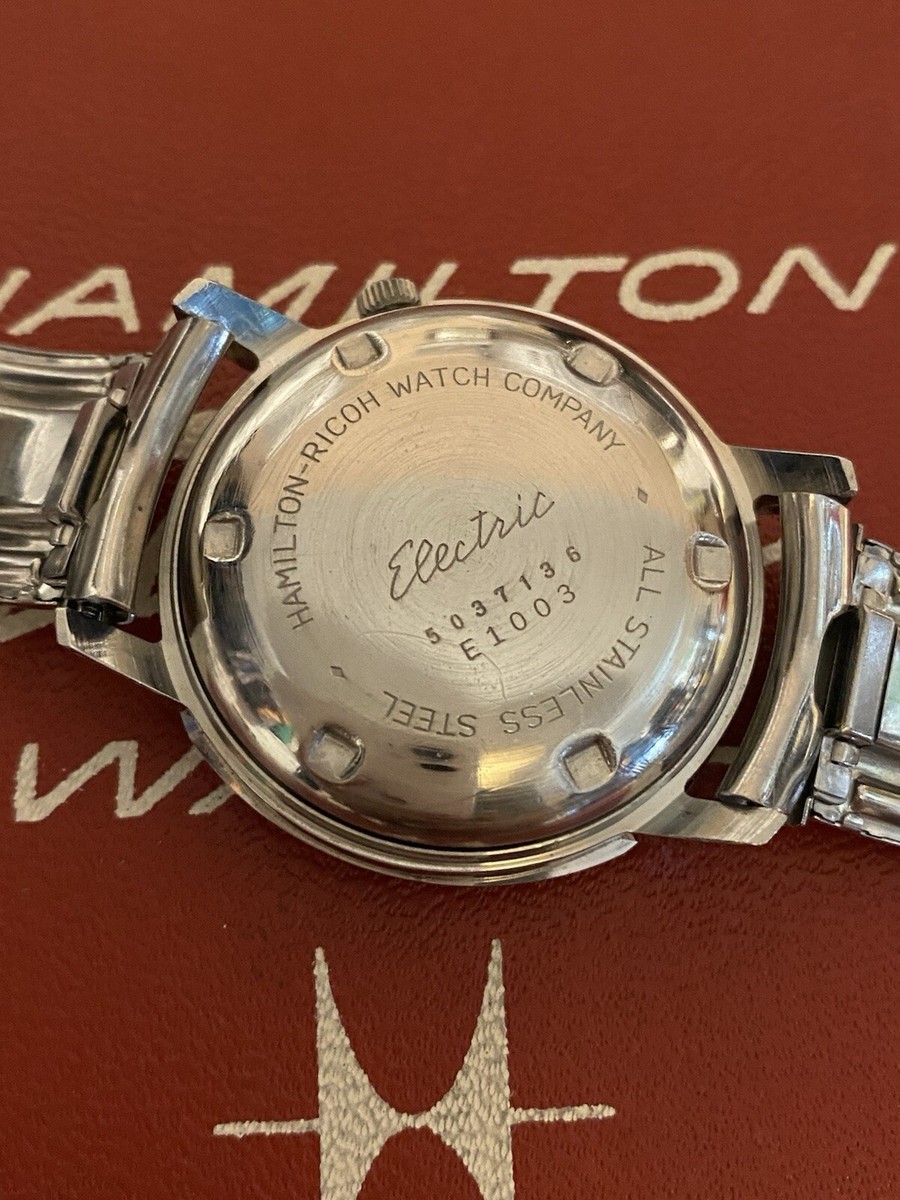 HAMILTON
HAMILTON-RICOH WATCH COMPANY
Electric
5037136
E1003
ALL STAINLESS STEEL